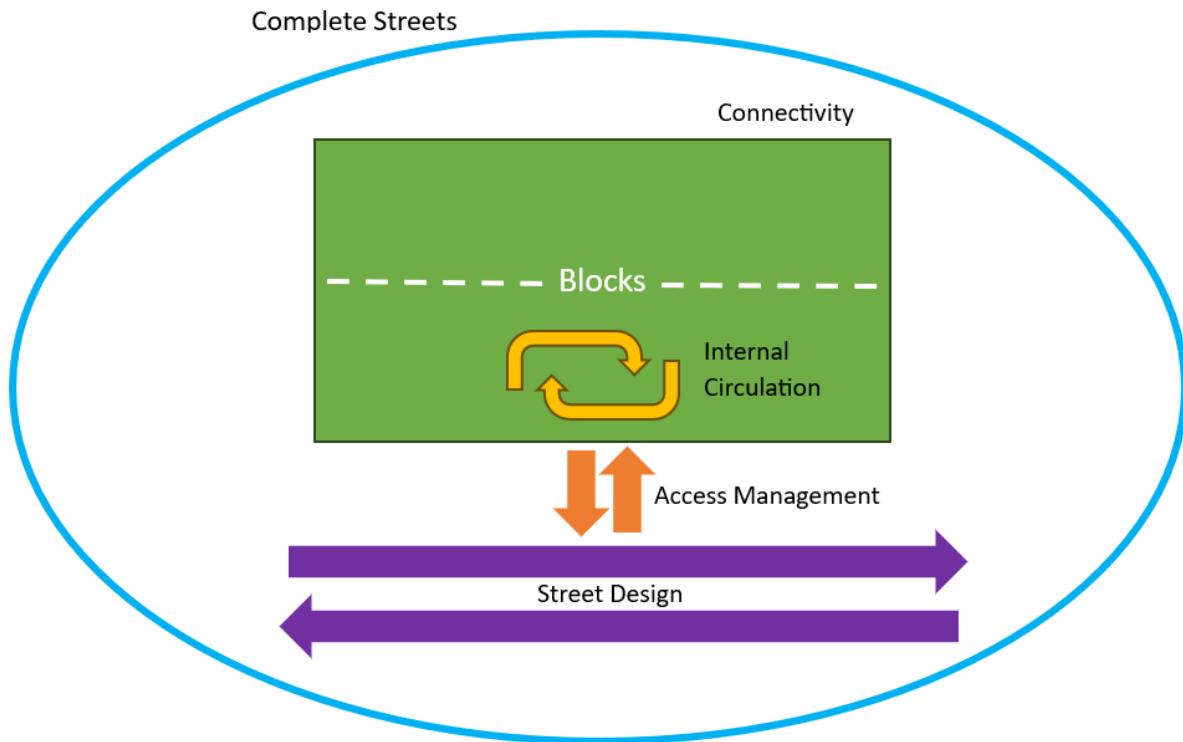 Complete Streets
Connectivity
Blocks
Internal
Circulation
Access Management
Street Design